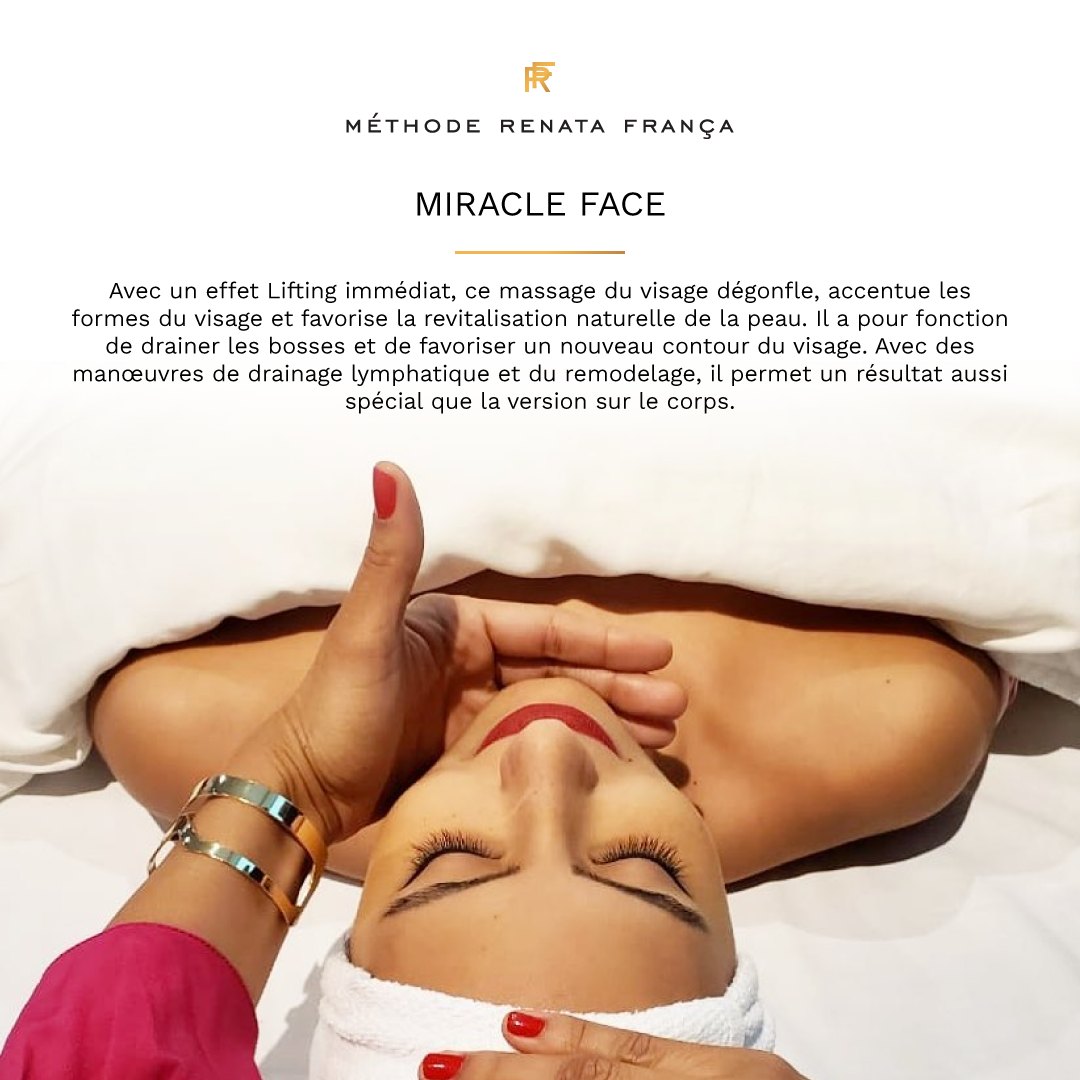 RF
MÉTHODE RENATA FRANÇA
MIRACLE FACE
Avec un effet Lifting immédiat, ce massage du visage dégonfle, accentue les
formes du visage et favorise la revitalisation naturelle de la peau. Il a pour fonction
de drainer les bosses et de favoriser un nouveau contour du visage. Avec des
manœuvres de drainage lymphatique et du remodelage, il permet un résultat aussi
spécial que la version sur le corps.